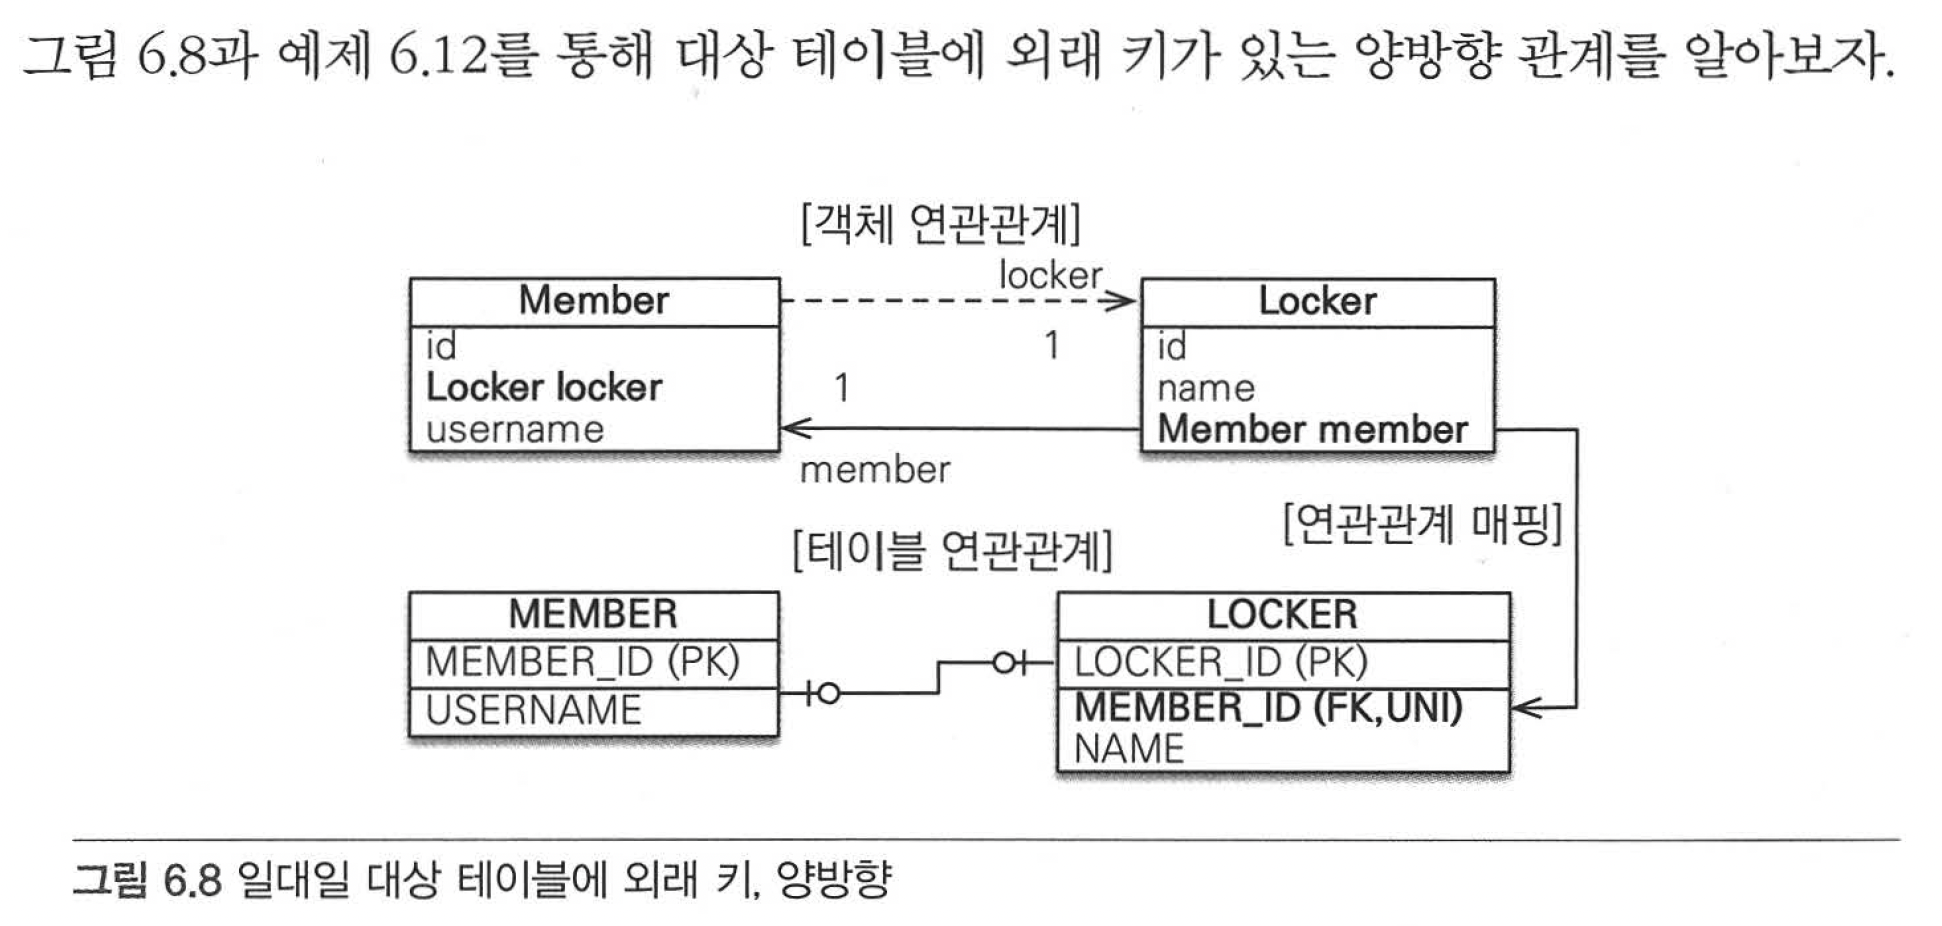 그림 6.8과 예제 6.12를 통해 대상 테이블에 외래 키가 있는 양방향 관계를 알아보자.
[객체 연관관계]
locker
Member
id
Locker locker
username
1
1
member
Locker
id
name
Member member
[연관관계 매핑]
[테이블 연관관계]
MEMBER
MEMBER_ID (PK)
USERNAME
LOCKER
LOCKER_ID (PK)
MEMBER_ID (FK,UNI)
NAME
그림 6.8 일대일 대상 테이블에 외래 키, 양방향